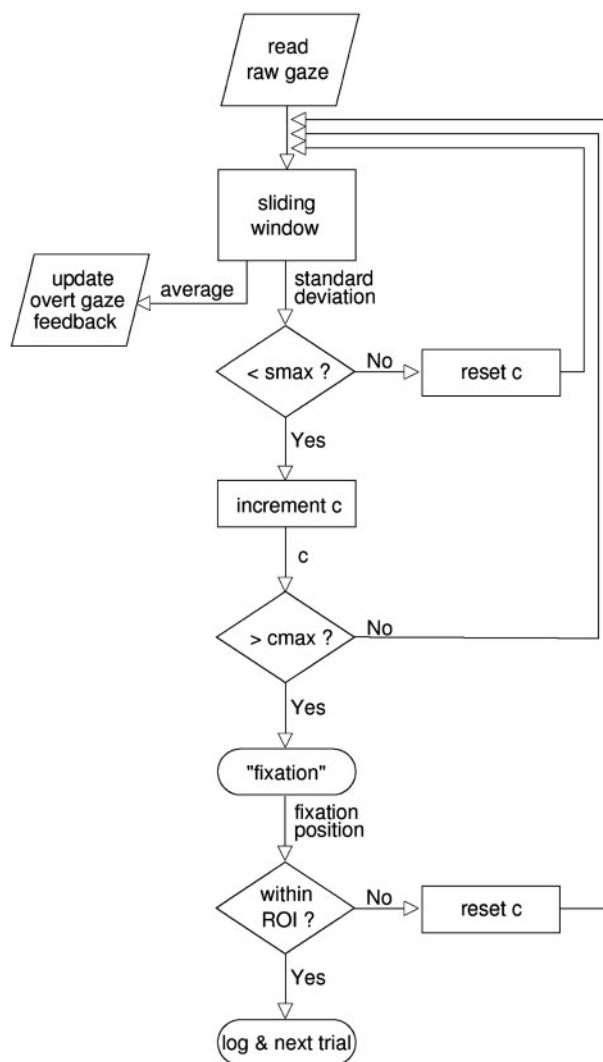 read
raw gaze
sliding
window
update
overt gaze
feedback
average
standard
deviation
< smax ?
No
reset c
Yes
increment c
c
> cmax ?
No
Yes
"fixation"
fixation
position
within
ROI ?
No
reset c
Yes
log & next trial